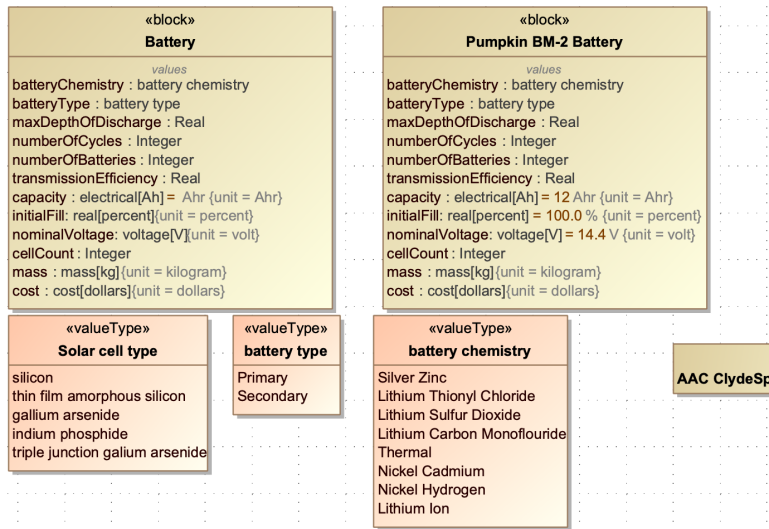 «block»
Battery
values
batteryChemistry : battery chemistry
batteryType : battery type
maxDepthOfDischarge : Real
numberOfCycles : Integer
numberOfBatteries : Integer
transmissionEfficiency : Real
capacity : electrical[Ah] = Ahr {unit = Ahr}
initialFill: real[percent]{unit = percent}
nominalVoltage: voltage[V]{unit = volt}
cellCount : Integer
mass : mass[kg]{unit = kilogram}
cost : cost[dollars]{unit = dollars}
«block»
Pumpkin BM-2 Battery
values
batteryChemistry : battery chemistry
batteryType : battery type
maxDepthOfDischarge : Real
numberOfCycles : Integer
numberOfBatteries : Integer
transmissionEfficiency : Real
capacity : electrical[Ah] = 12 Ahr {unit = Ahr}
initialFill: real[percent] = 100.0 % {unit = percent}
nominalVoltage: voltage[V] = 14.4 V {unit = volt}
cellCount : Integer
mass : mass[kg]{unit = kilogram}
cost : cost[dollars]{unit = dollars}
«valueType»
Solar cell type
silicon
thin film amorphous silicon
gallium arsenide
indium phosphide
triple junction galium arsenide
«valueType»
battery type
Primary
Secondary
«valueType»
battery chemistry
Silver Zinc
Lithium Thionyl Chloride
Lithium Sulfur Dioxide
Lithium Carbon Monoflouride
Thermal
Nickel Cadmium
Nickel Hydrogen
Lithium Ion
AAC ClydeSp